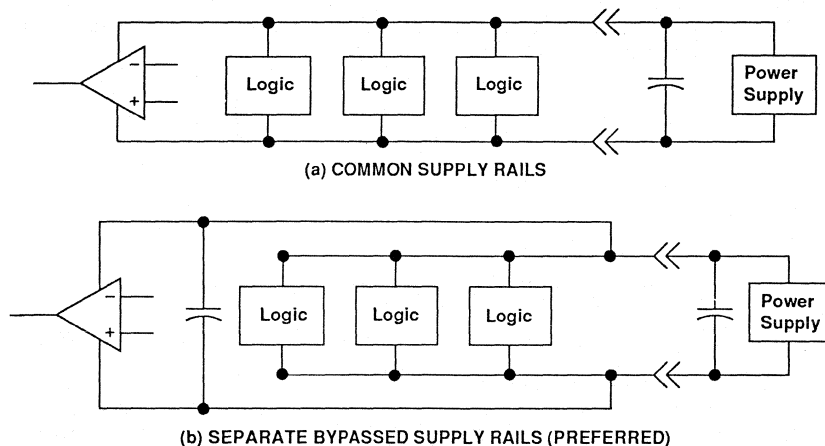 Logic
Logic
Logic
Power
Supply
−
+
(a) COMMON SUPPLY RAILS
Logic
Logic
Logic
Power
Supply
−
+
(b) SEPARATE BYPASSED SUPPLY RAILS (PREFERRED)